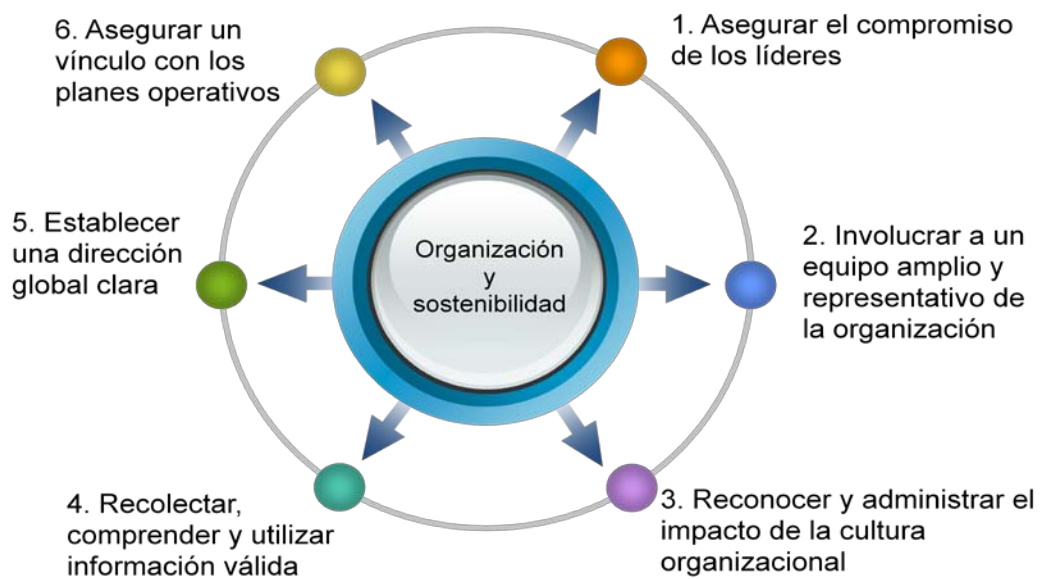 1. Asegurar el compromiso
de los líderes
2. Involucrar a un
equipo amplio y
representativo de
la organización
3. Reconocer y administrar el
impacto de la cultura
organizacional
4. Recolectar,
comprender y utilizar
información válida
5. Establecer
una dirección
global clara
6. Asegurar un
vínculo con los
planes operativos
Organización
y
sostenibilidad